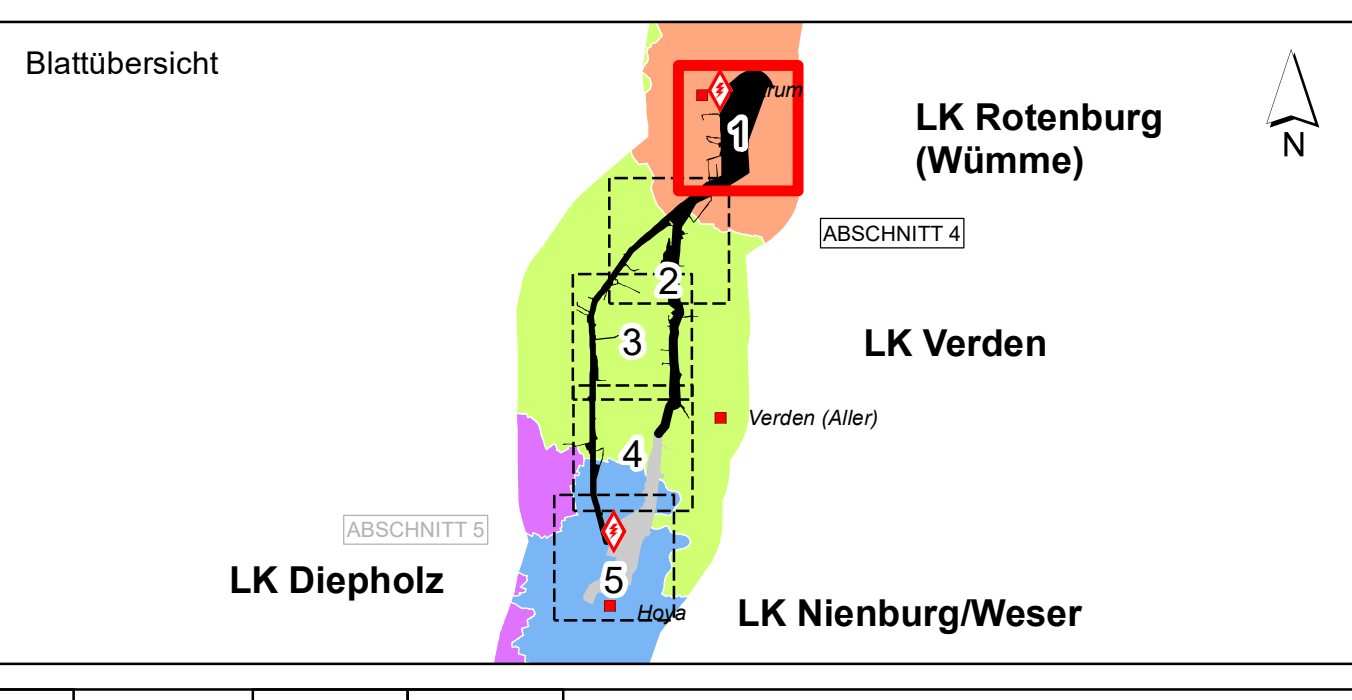 Blattübersicht
1
LK Rotenburg
(Wümme)
N
ABSCHNITT 4
2
3
LK Verden
Verden (Aller)
4
ABSCHNITT 5
LK Diepholz
5
Hoya
LK Nienburg/Weser